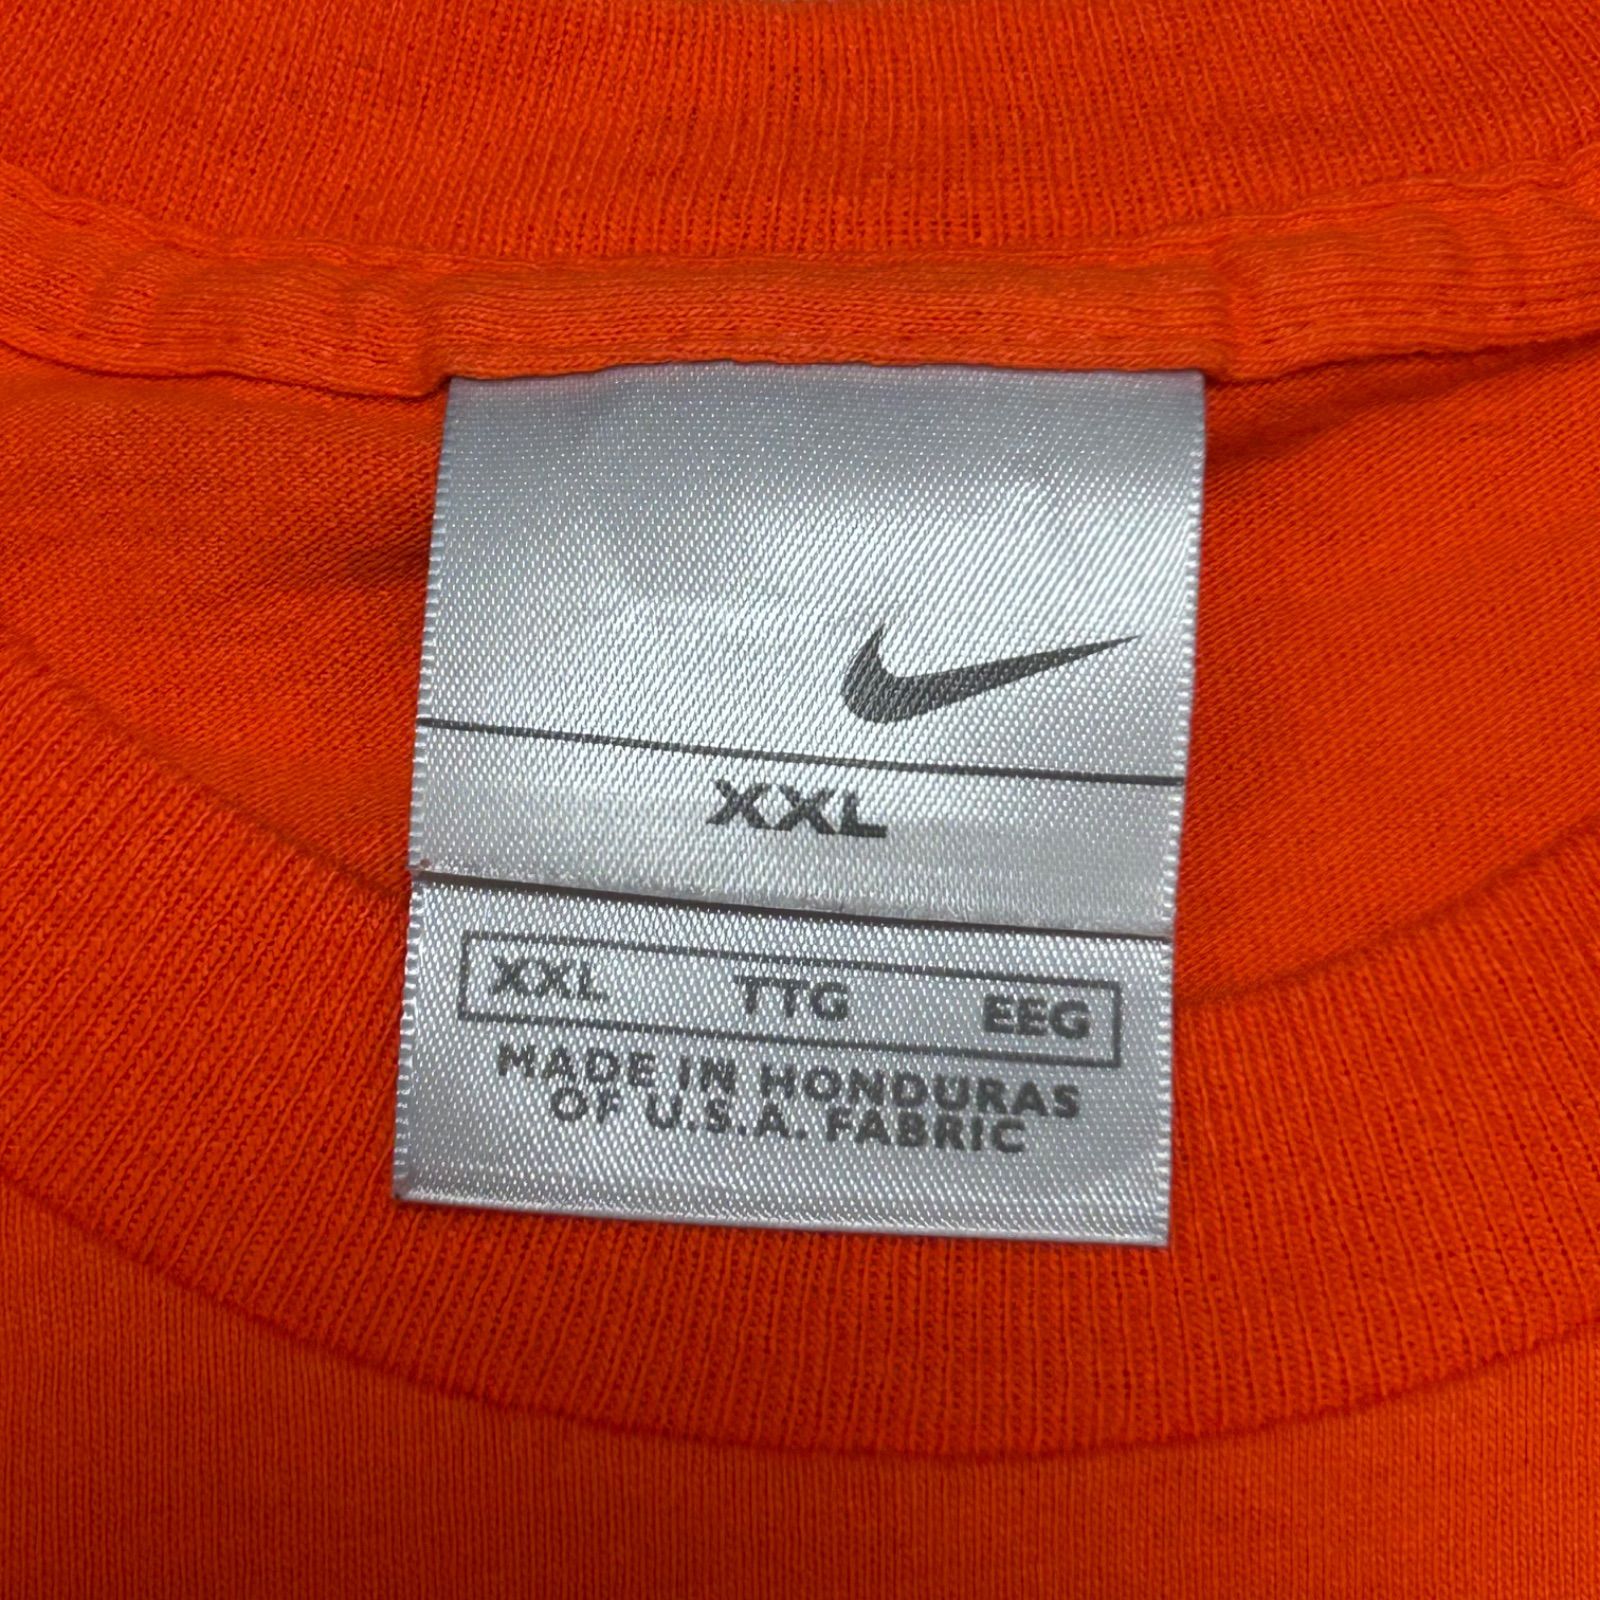 XXL
XXL TTG EEG
MADE IN HONDURAS
OF U.S.A. FABRIC